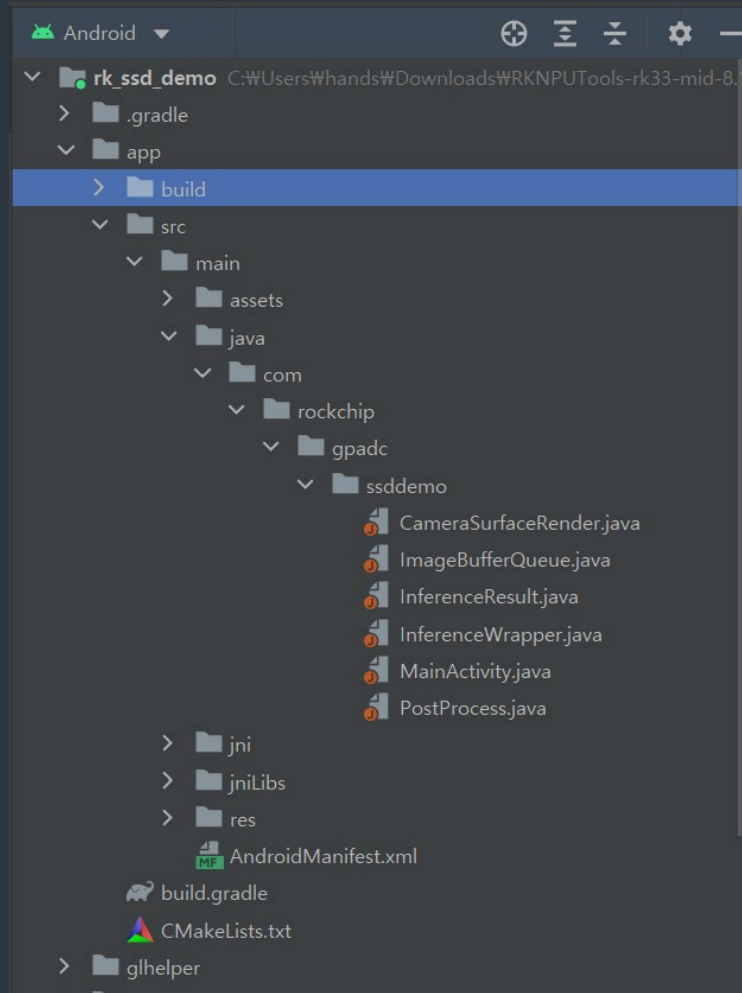 Android
rk_ssd_demo C:₩Users₩hands₩Downloads₩RKNPUTools-rk33-mid-8.
.gradle
app
build
src
main
assets
java
com
rockchip
gpadc
ssddemo
CameraSurfaceRender.java
ImageBufferQueue.java
InferenceResult.java
InferenceWrapper.java
MainActivity.java
PostProcess.java
jni
jniLibs
res
MF AndroidManifest.xml
build.gradle
CMakeLists.txt
glhelper